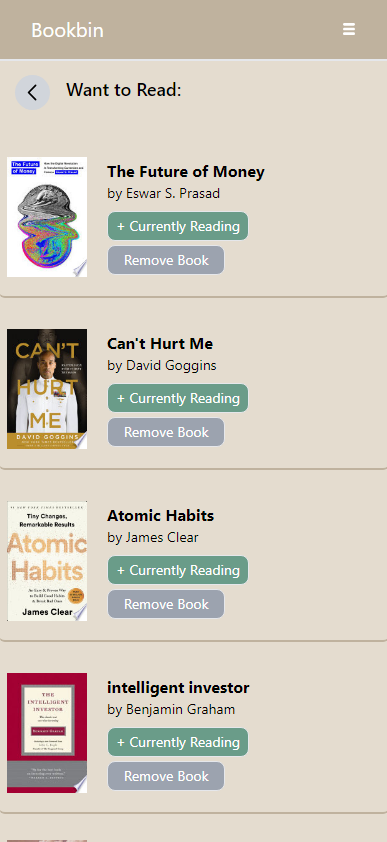 Bookbin
Want to Read:
The Future
of Money
The Future of Money
by Eswar S. Prasad
+ Currently Reading
Remove Book
CAN'T
HURT
ME
DAVID GOGGINS
Can't Hurt Me
by David Goggins
+ Currently Reading
Remove Book
Tiny Changes,
Remarkable Results
Atomic
Habits
James Clear
Atomic Habits
by James Clear
+ Currently Reading
Remove Book
THE
INTELLIGENT
INVESTOR
intelligent investor
by Benjamin Graham
+ Currently Reading
Remove Book